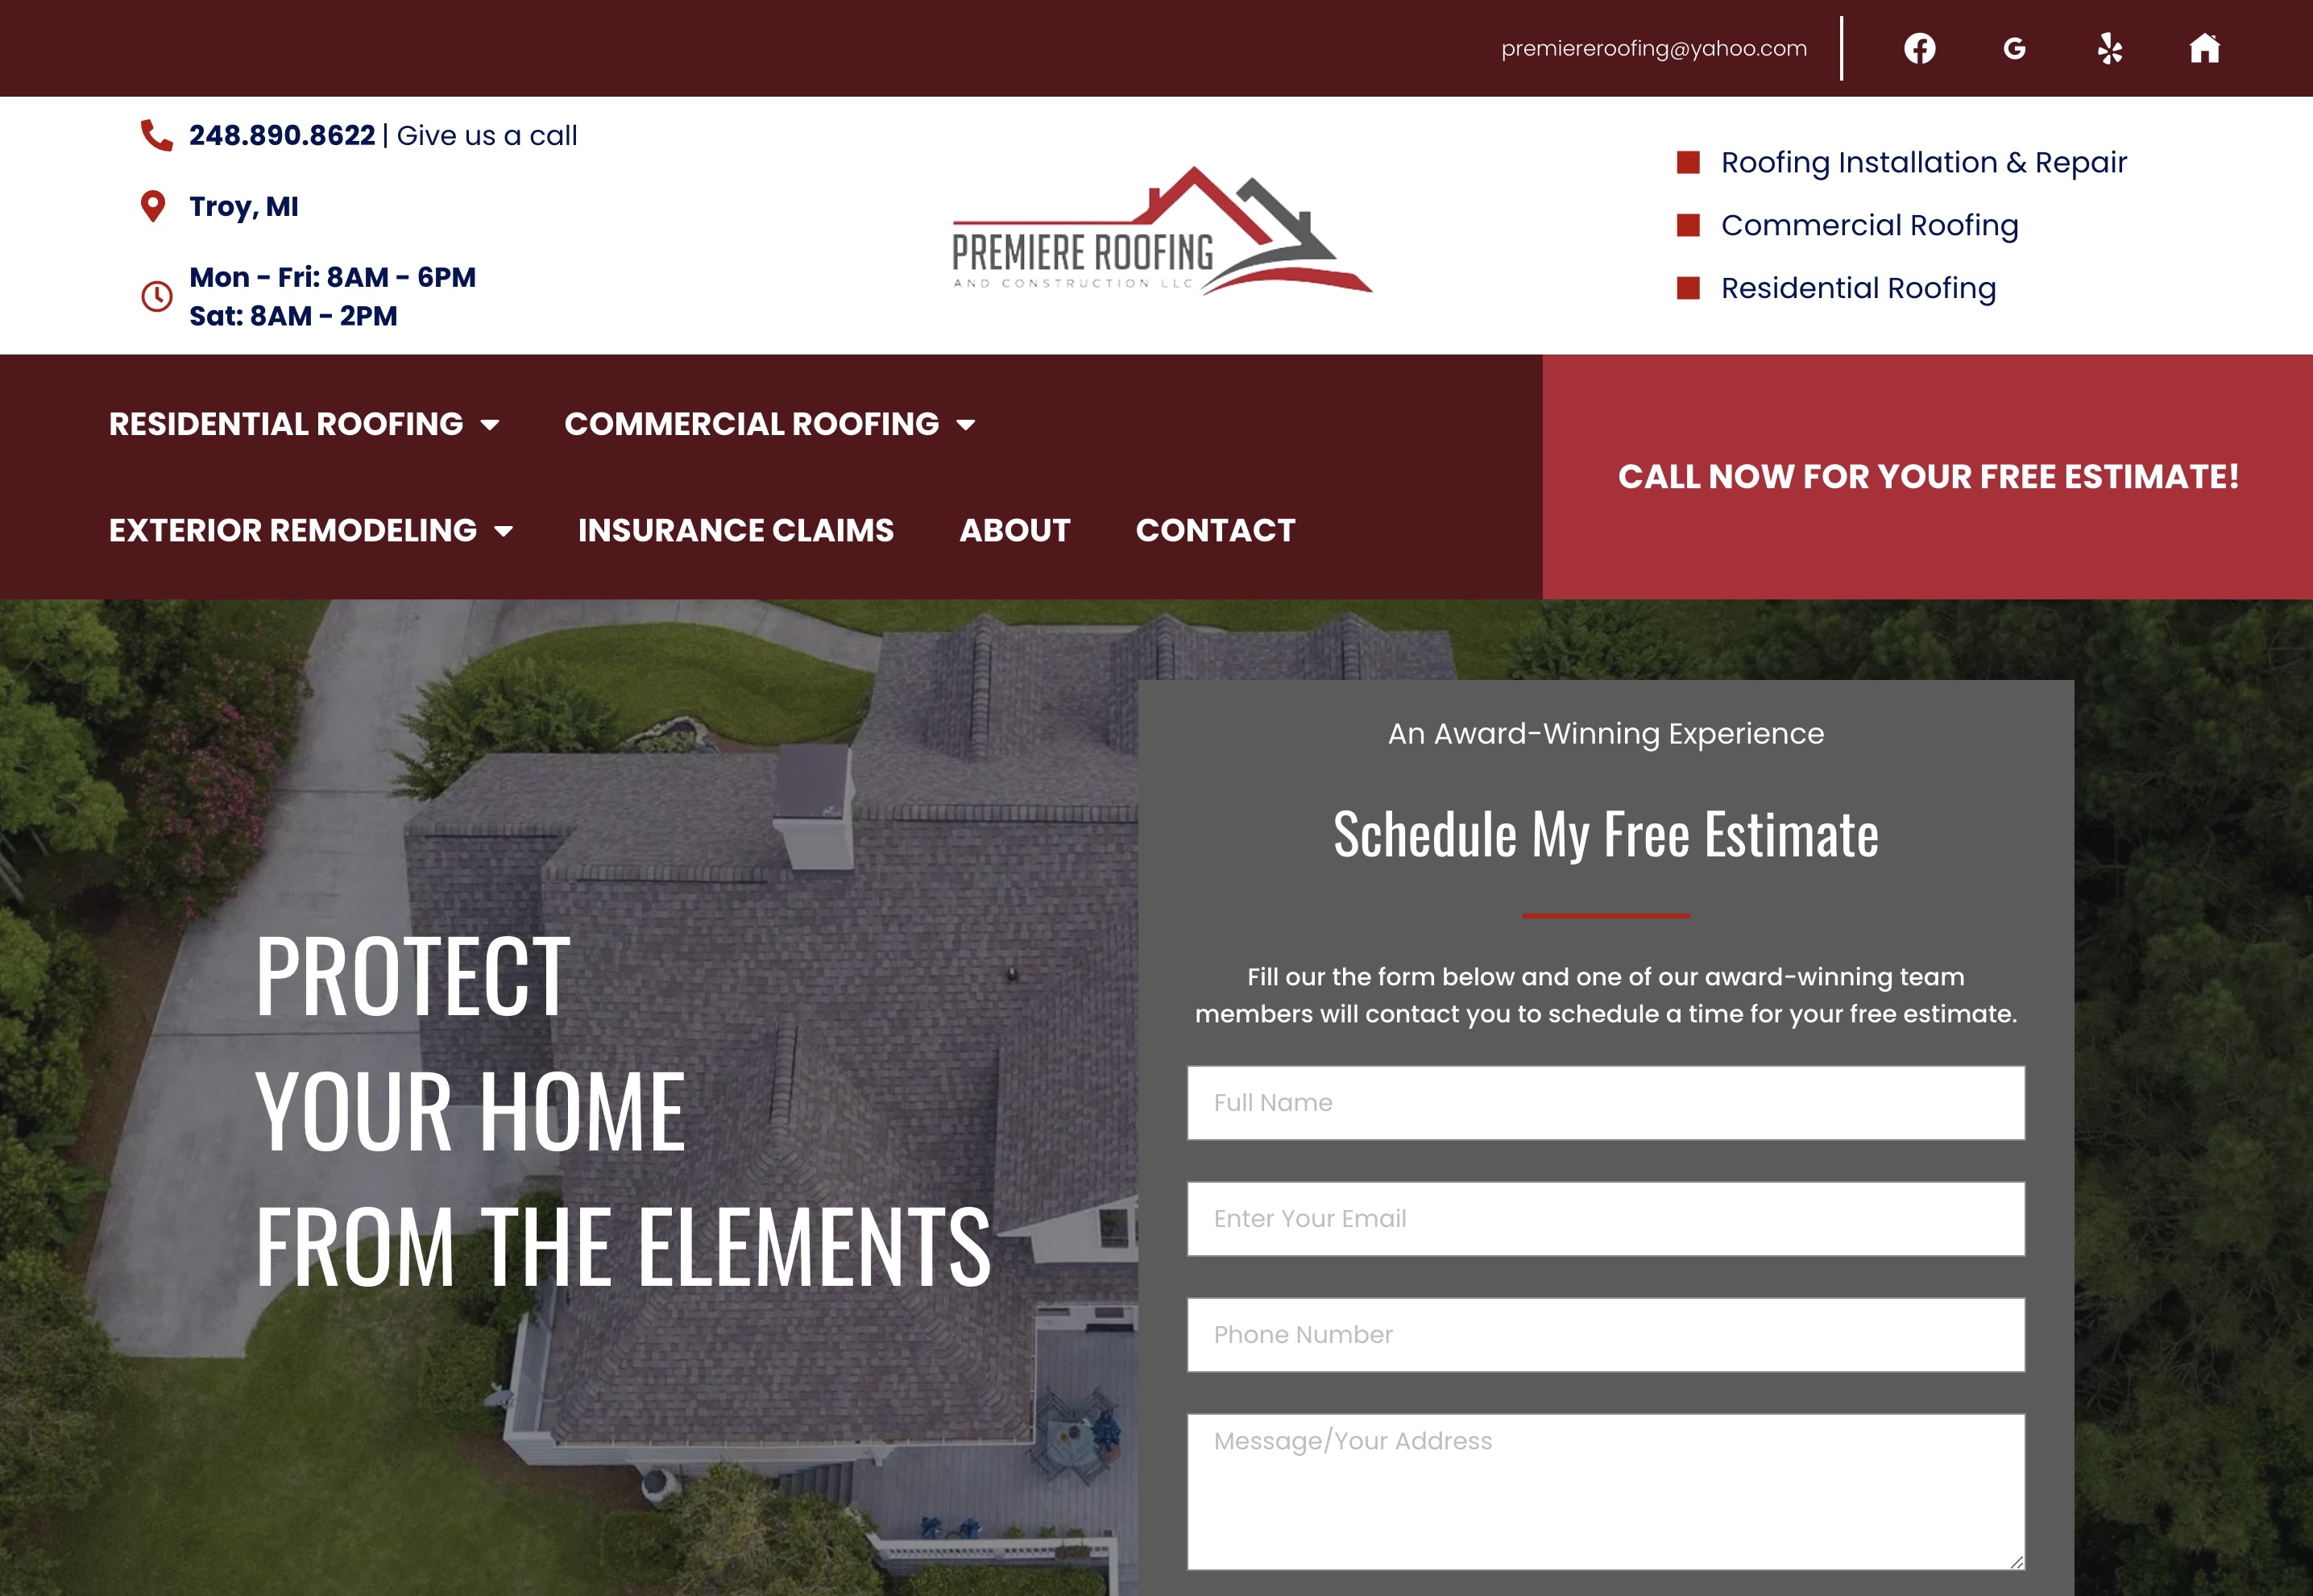 premiereroofing@yahoo.com
248.890.8622 | Give us a call
Troy, MI
Mon - Fri: 8AM - 6PM
Sat: 8AM - 2PM
PREMIERE ROOFING
AND CONSTRUCTION LLC
Roofing Installation & Repair
Commercial Roofing
Residential Roofing
RESIDENTIAL ROOFING
COMMERCIAL ROOFING
EXTERIOR REMODELING
INSURANCE CLAIMS
ABOUT
CONTACT
CALL NOW FOR YOUR FREE ESTIMATE!
PROTECT
YOUR HOME
FROM THE ELEMENTS
An Award-Winning Experience
Schedule My Free Estimate
Fill our the form below and one of our award-winning team
members will contact you to schedule a time for your free estimate.
Full Name
Enter Your Email
Phone Number
Message/Your Address